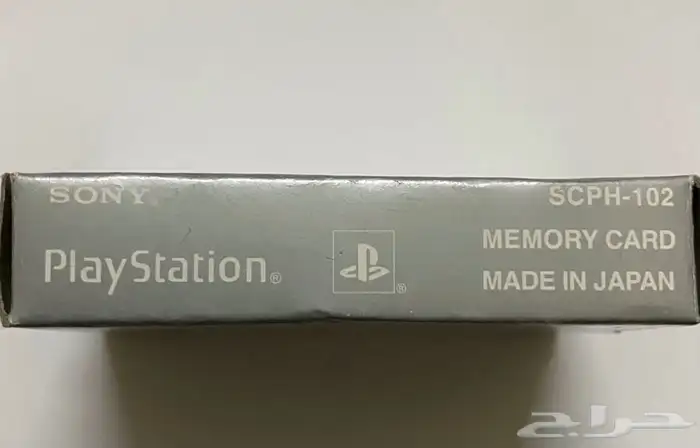 SONY
SCPH-102
PlayStation®
MEMORY CARD
®
MADE IN JAPAN
حراج